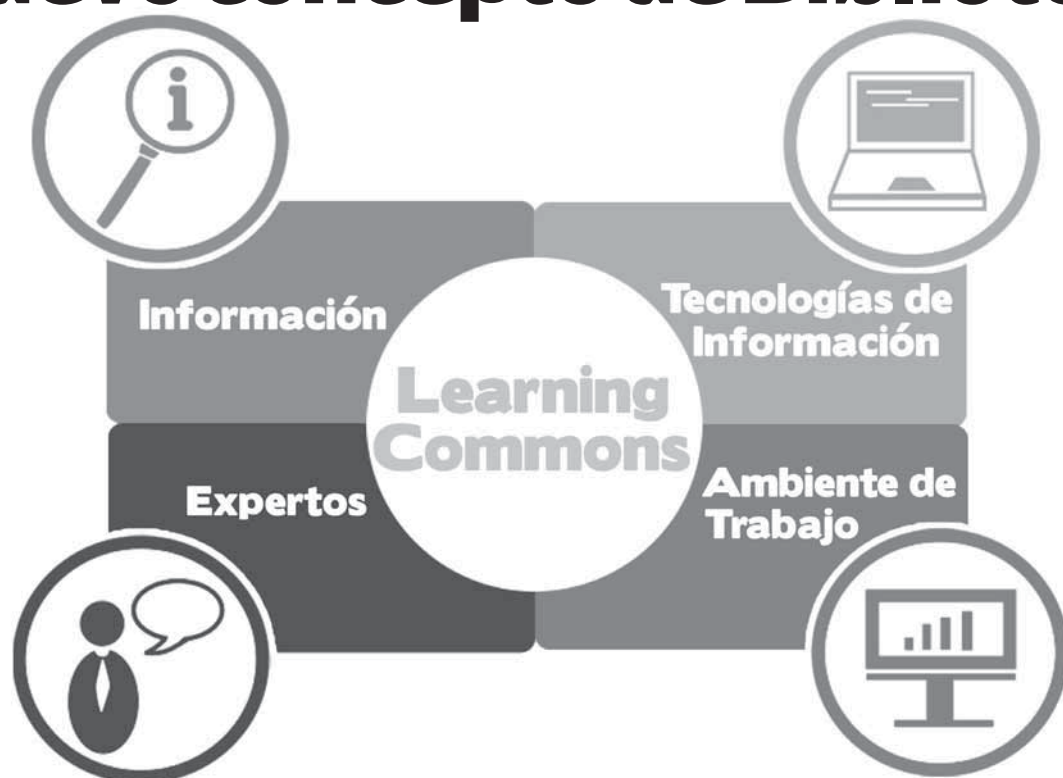 concepto de
i
Información
Tecnologías de
Información
Learning
Commons
Expertos
Ambiente de
Trabajo